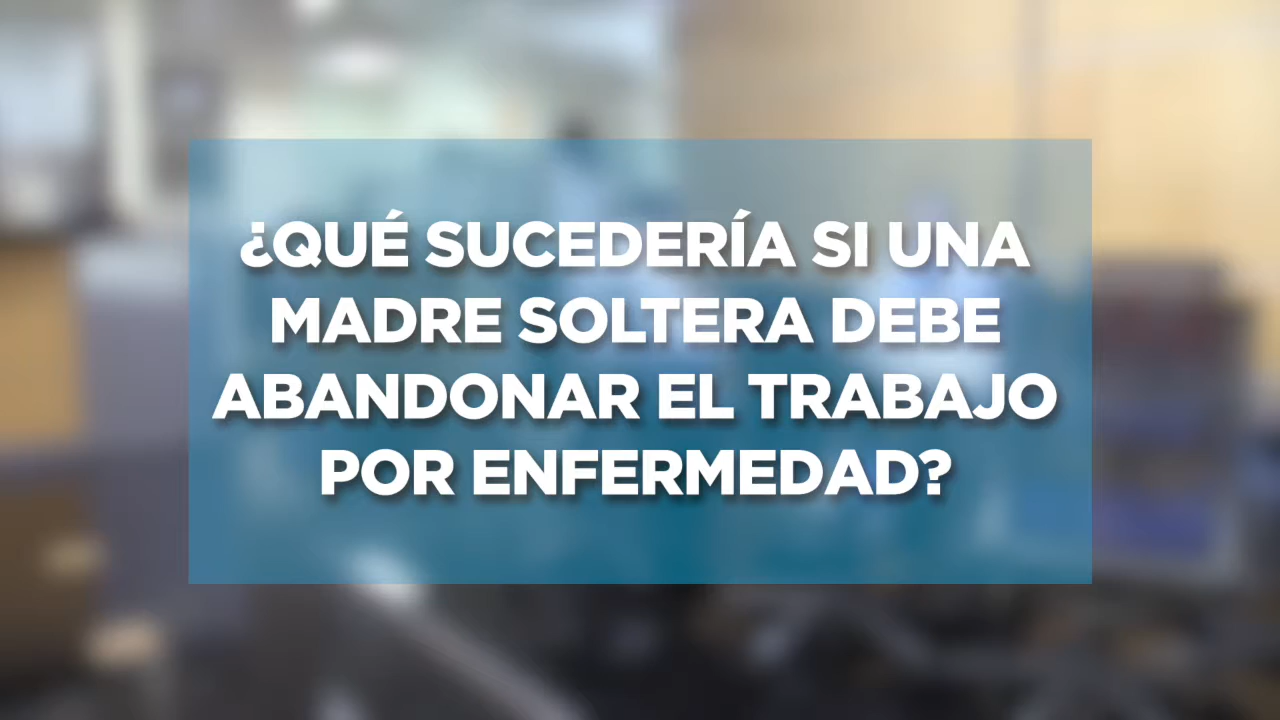 ¿QUÉ SUCEDERÍA SI UNA
MADRE SOLTERA DEBE
ABANDONAR EL TRABAJO
POR ENFERMEDAD?